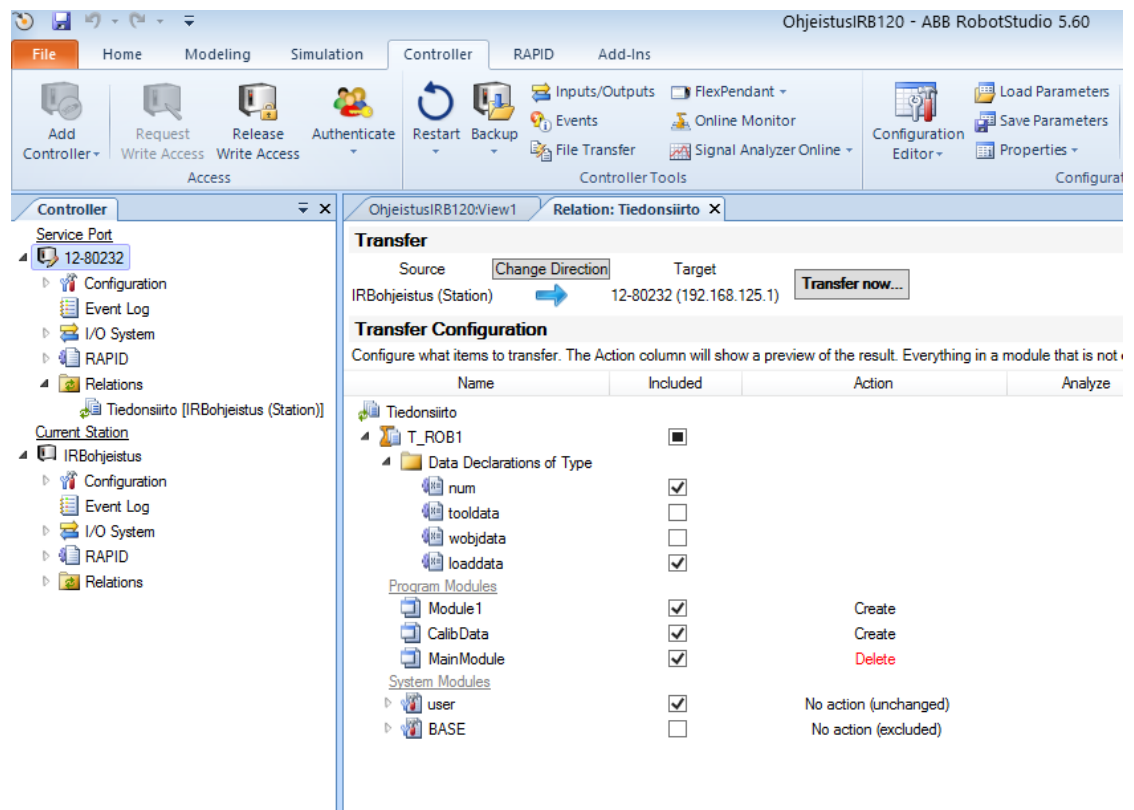 OhjeistusIRB120 - ABB RobotStudio 5.60
File Home Modeling Simulation Controller RAPID Add-Ins
Add Controller
Request Write Access
Release Write Access
Authenticate
Access
Restart
Backup
Inputs/Outputs
Events
File Transfer
FlexPendant
Online Monitor
Signal Analyzer Online
Controller Tools
Configuration Editor
Load Parameters
Save Parameters
Properties
Configurat
Controller
Service Port
12-80232
Configuration
Event Log
I/O System
RAPID
Relations
Tiedonsiirto [IRBohjeistus (Station)]
Current Station
IRBohjeistus
Configuration
Event Log
I/O System
RAPID
Relations
OhjeistusIRB120:View1 Relation: Tiedonsiirto X
Transfer
Source Change Direction Target
IRBohjeistus (Station) 12-80232 (192.168.125.1) Transfer now...
Transfer Configuration
Configure what items to transfer. The Action column will show a preview of the result. Everything in a module that is not
Name Included Action Analyze
Tiedonsiirto
T_ROB1
Data Declarations of Type
num
tooldata
wobjdata
loaddata
Program Modules
Module1 Create
CalibData Create
MainModule Delete
System Modules
user No action (unchanged)
BASE No action (excluded)